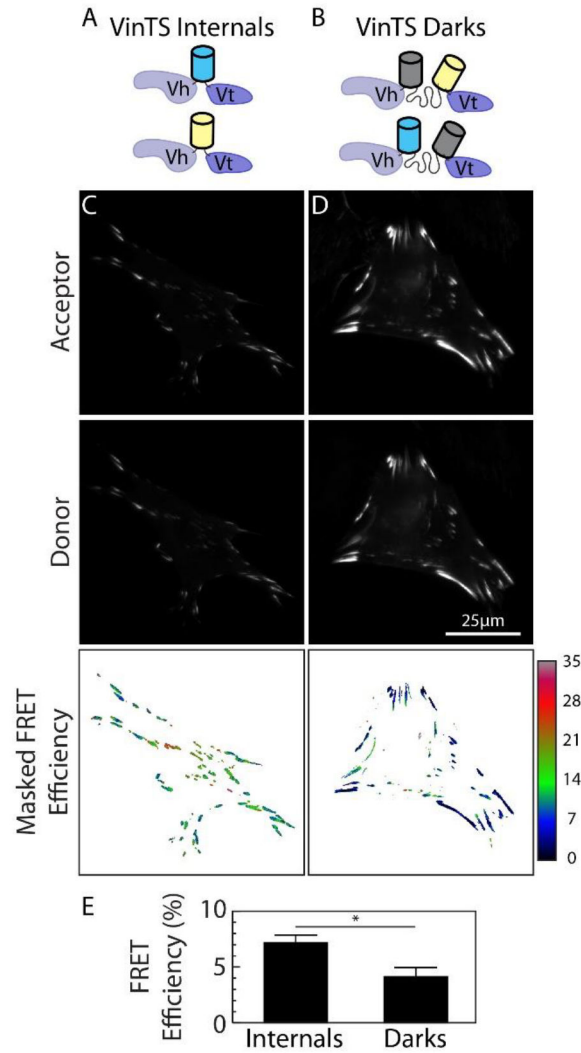 A VinTS Internals
B VinTS Darks
Vh Vt
Vh Vt
Vh Vt
Vh Vt
C
D
Acceptor
Donor
25μm
Masked FRET
Efficiency
35
28
21
14
7
0
E
FRET
Efficiency (%)
10
5
0
*
Internals Darks